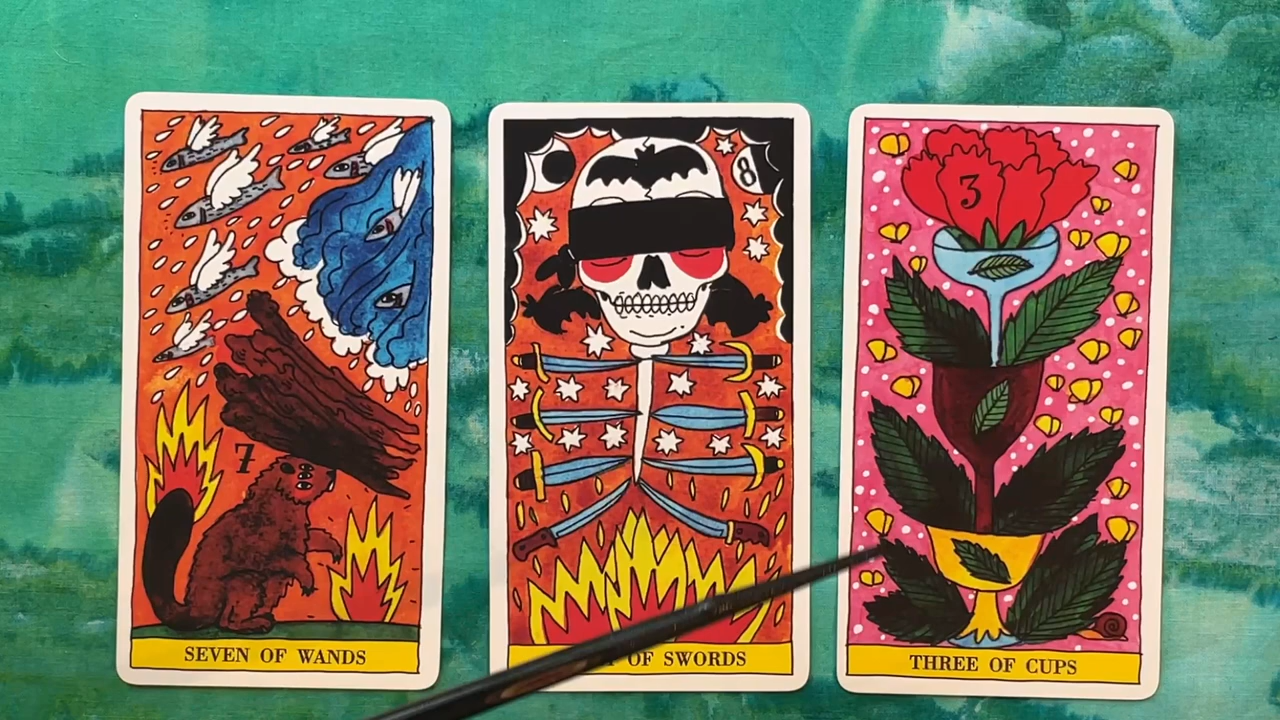 7
SEVEN OF WANDS
8
OF SWORDS
3
THREE OF CUPS